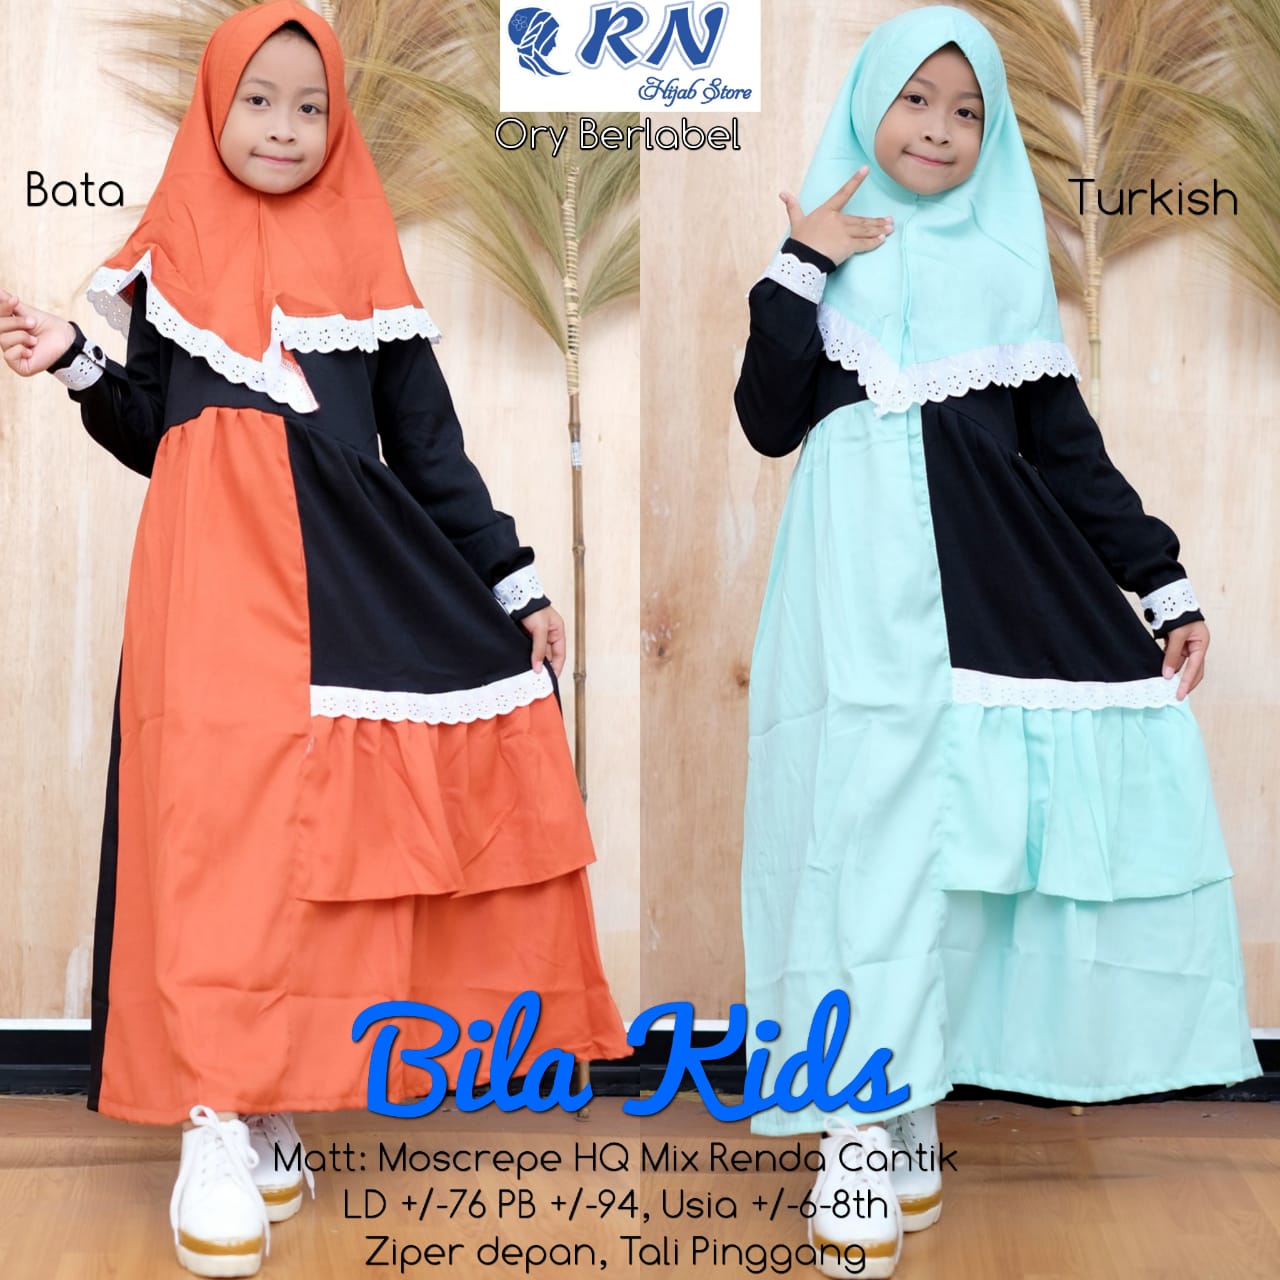 RN
Hijab Store
Ory Berlabel
Bata
Turkish
Bila Kids
Matt: Moscrepe HQ Mix Renda Cantik
LD +/-76 PB +/-94, Usia +/-6-8th
Ziper depan, Tali Pinggang